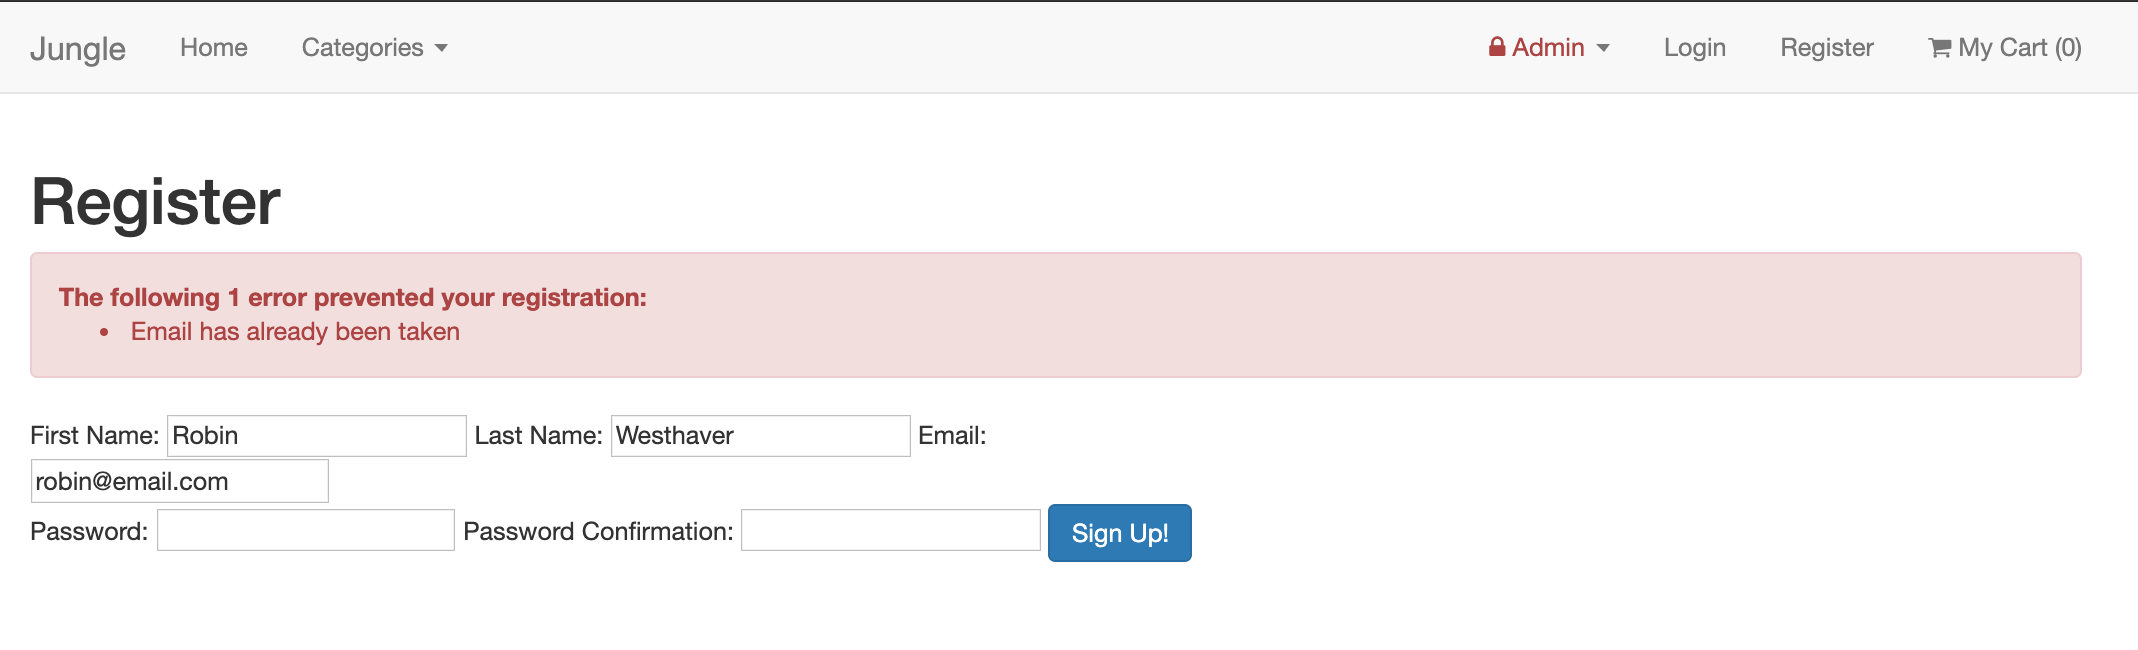 Jungle Home Categories Admin Login Register My Cart (0)
Register
The following 1 error prevented your registration:
Email has already been taken
First Name: Robin Last Name: Westhaver Email:
robin@email.com
Password: Password Confirmation: Sign Up!